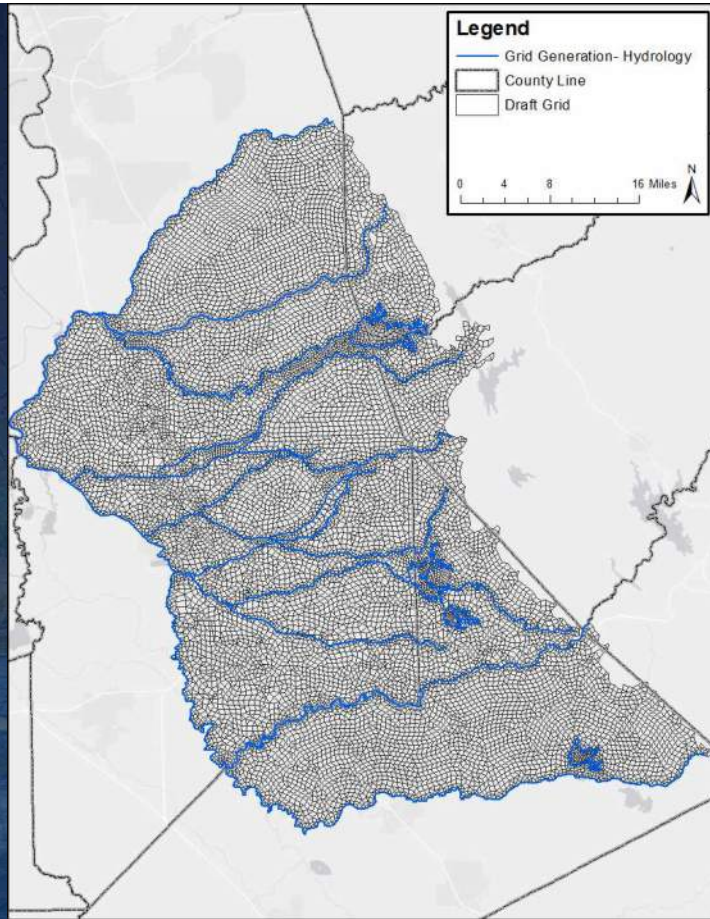 Legend
Grid Generation- Hydrology
County Line
Draft Grid
N
0 4 8 16 Miles